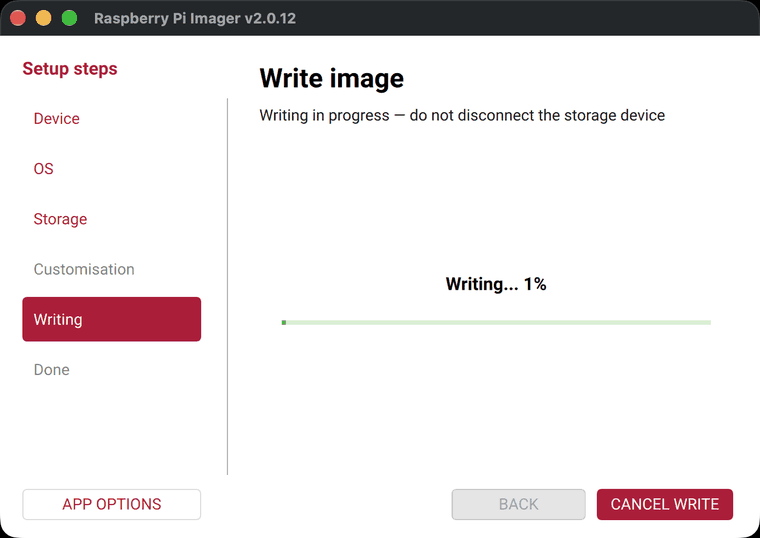 Raspberry Pi Imager v2.0.12
Setup steps
Device
OS
Storage
Customisation
Writing
Done
APP OPTIONS
Write image
Writing in progress — do not disconnect the storage device
Writing... 1%
BACK
CANCEL WRITE